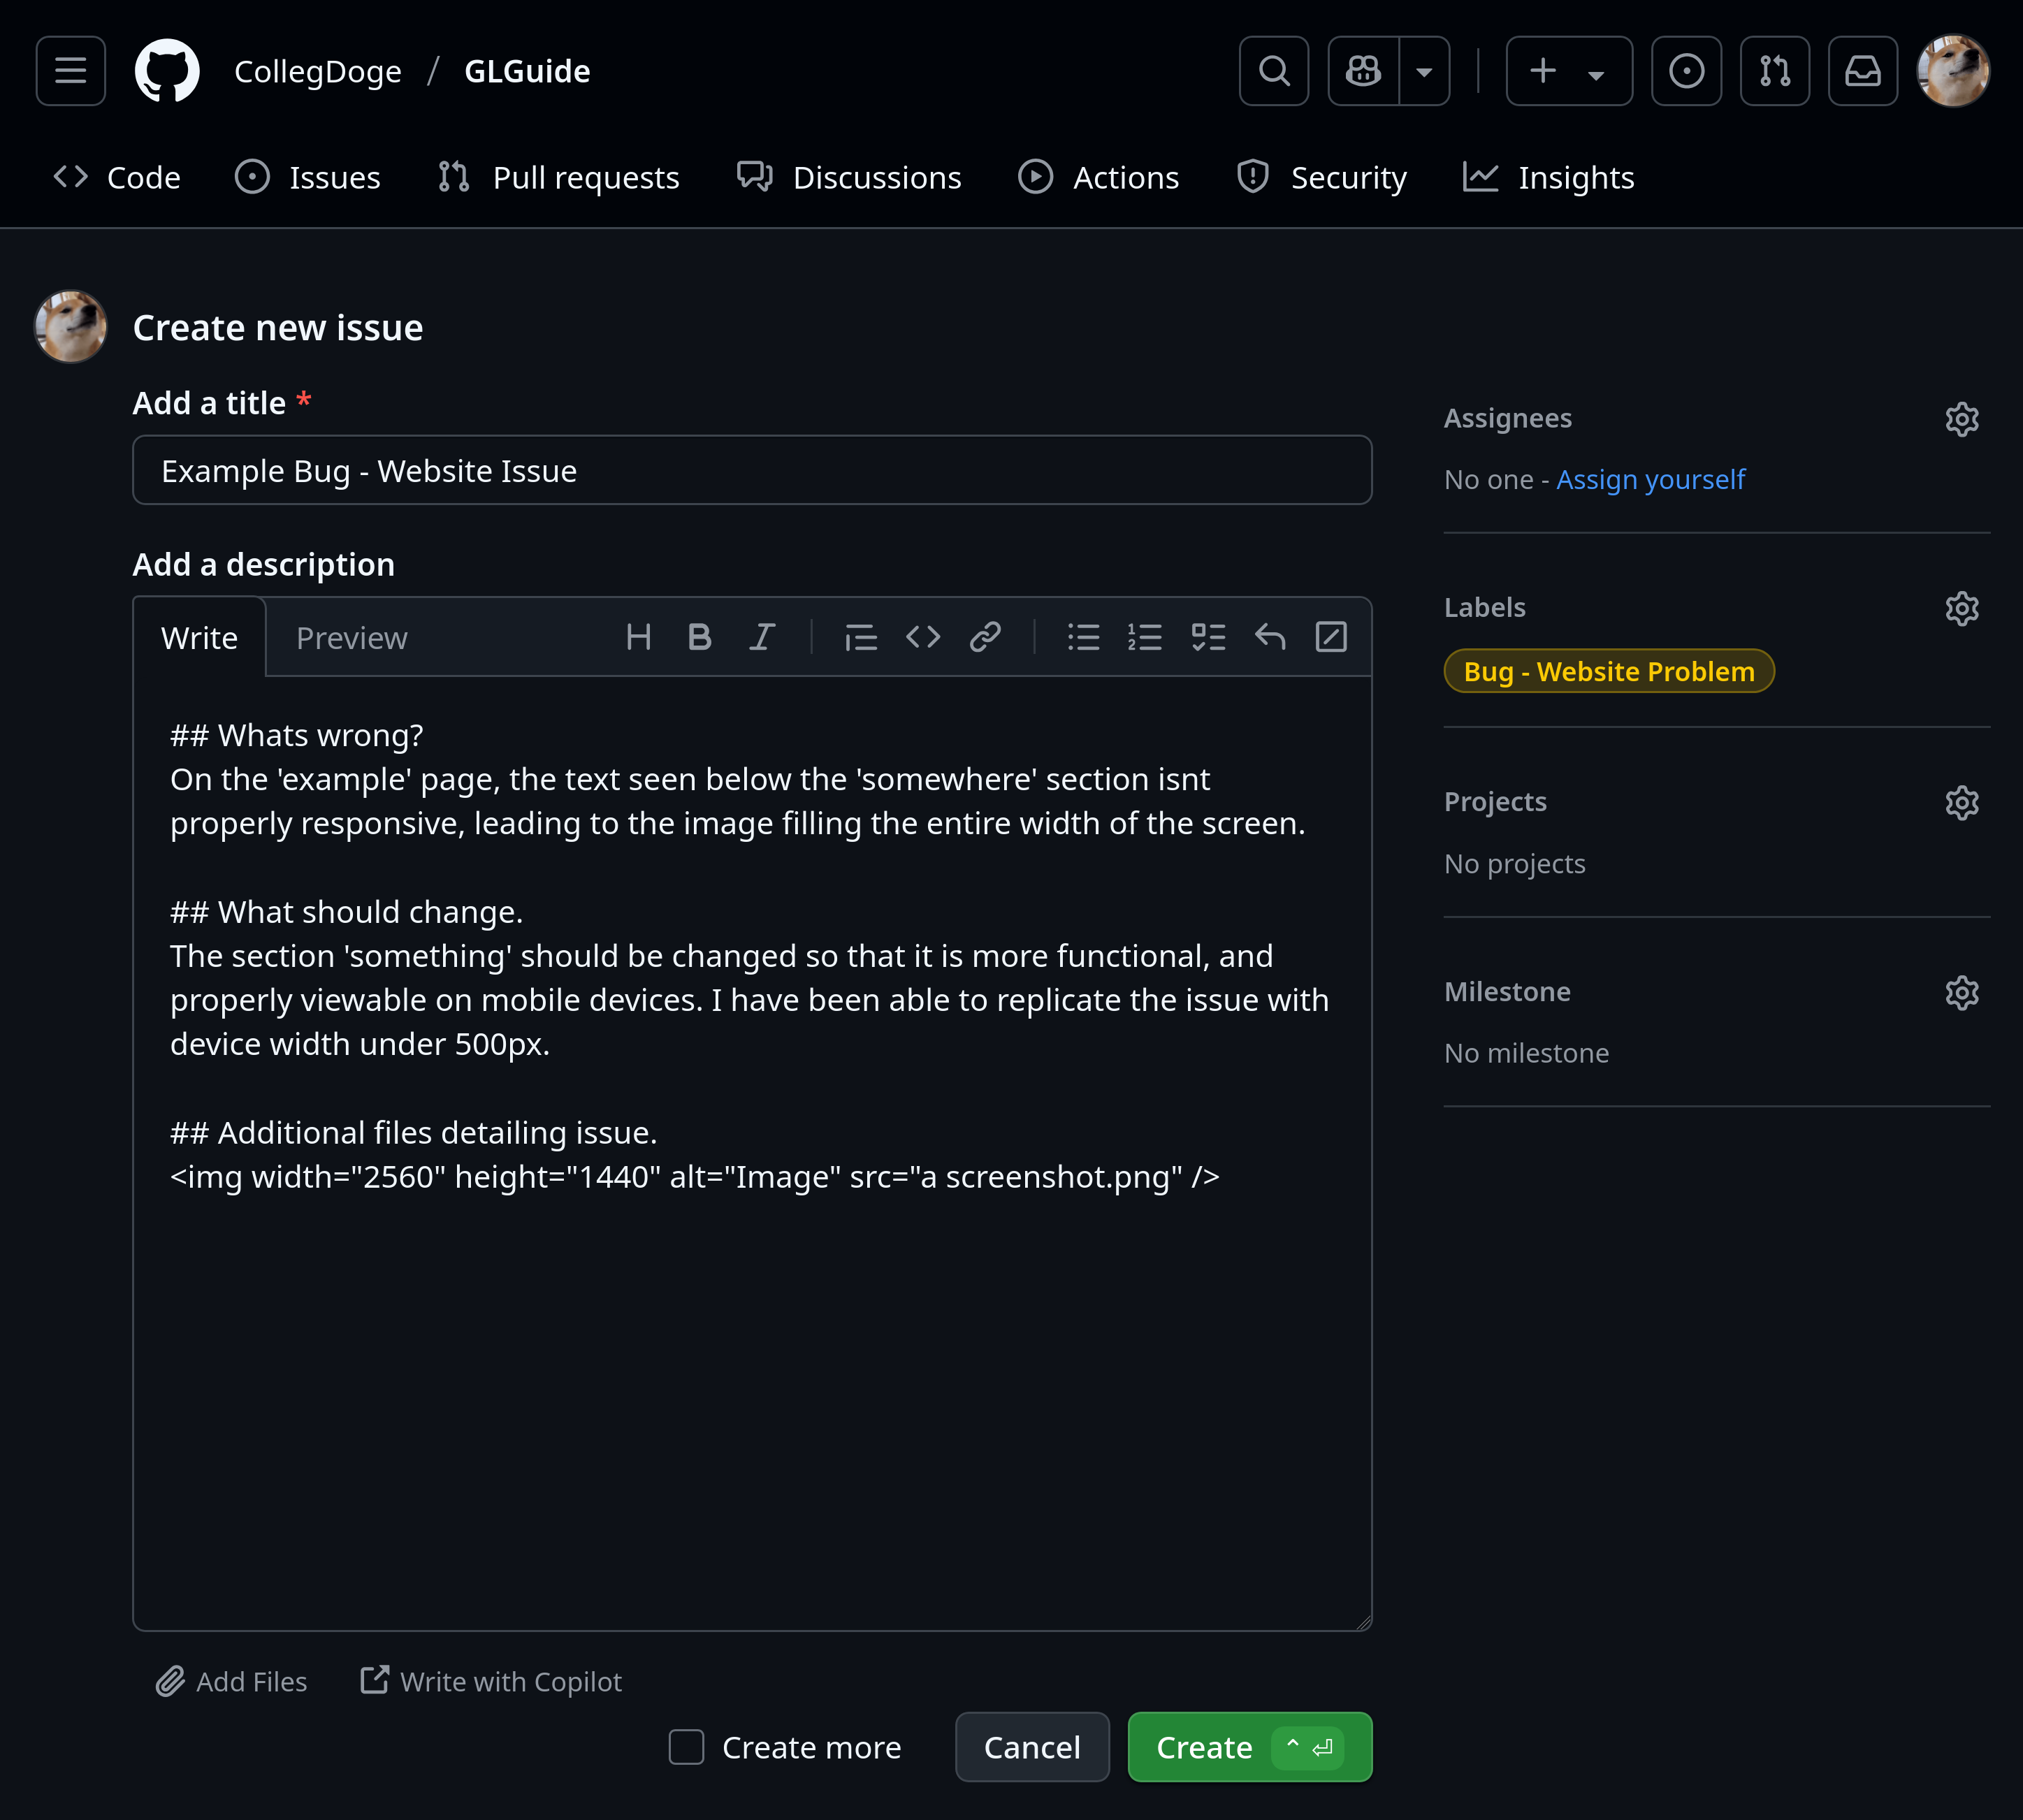 CollegDoge / GLGuide
Code Issues Pull requests Discussions Actions Security Insights
Create new issue
Add a title *
Example Bug - Website Issue
Add a description
Write Preview
## Whats wrong?
On the 'example' page, the text seen below the 'somewhere' section isnt
properly responsive, leading to the image filling the entire width of the screen.
## What should change.
The section 'something' should be changed so that it is more functional, and
properly viewable on mobile devices. I have been able to replicate the issue with
device width under 500px.
## Additional files detailing issue.
<img width="2560" height="1440" alt="Image" src="a screenshot.png" />
Add Files Write with Copilot
Create more Cancel Create ⌃ ⏎
Assignees
No one - Assign yourself
Labels
Bug - Website Problem
Projects
No projects
Milestone
No milestone